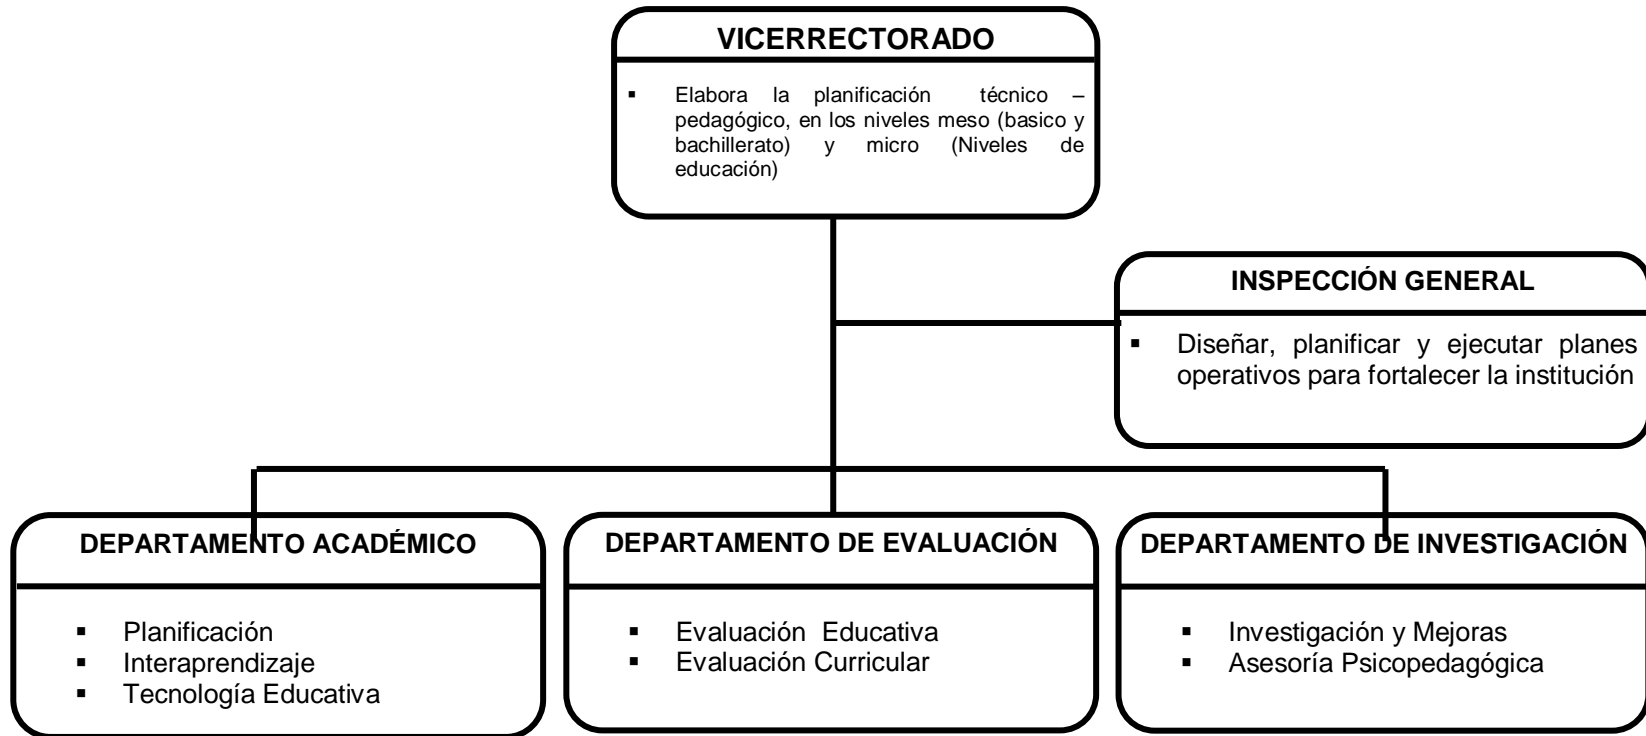 VICERRECTORADO
▪ Elabora la planificación técnico –
pedagógico, en los niveles meso (basico y
bachillerato) y micro (Niveles de
educación)
INSPECCIÓN GENERAL
▪ Diseñar, planificar y ejecutar planes
operativos para fortalecer la institución
DEPARTAMENTO ACADÉMICO
▪ Planificación
▪ Interaprendizaje
▪ Tecnología Educativa
DEPARTAMENTO DE EVALUACIÓN
▪ Evaluación Educativa
▪ Evaluación Curricular
DEPARTAMENTO DE INVESTIGACIÓN
▪ Investigación y Mejoras
▪ Asesoría Psicopedagógica